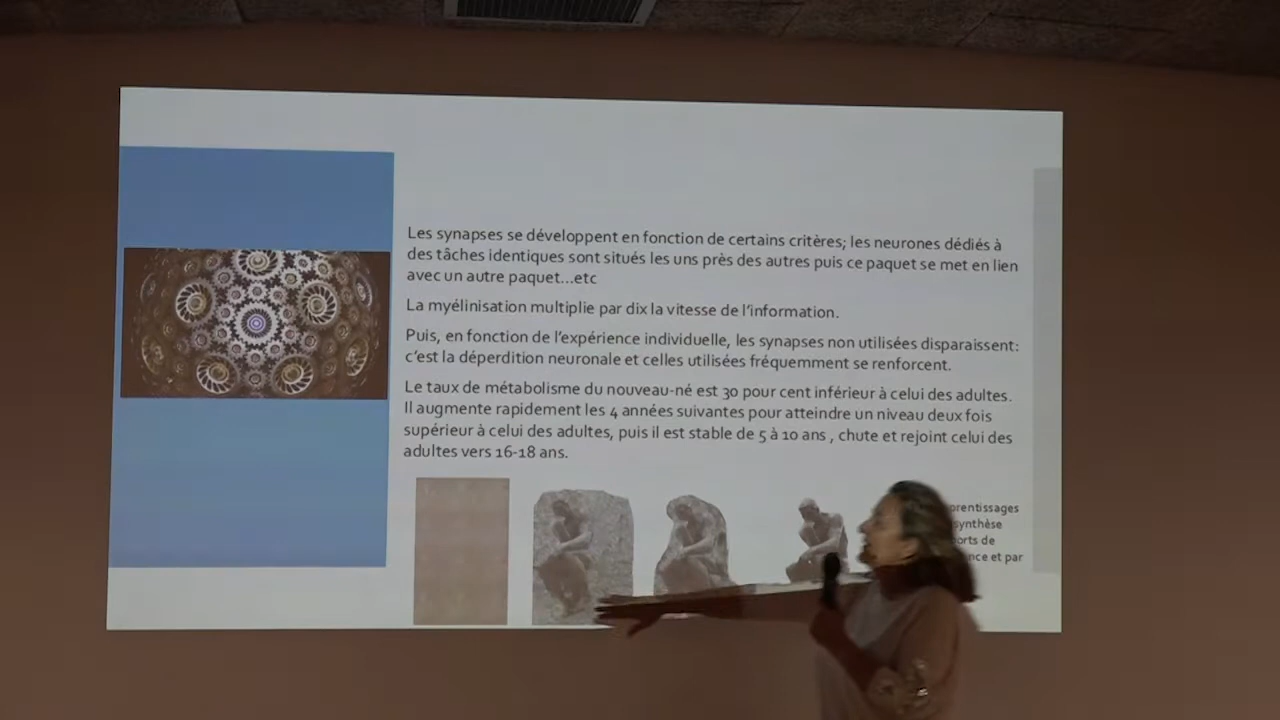 Les synapses se développent en fonction de certains critères; les neurones dédiés à
des tâches identiques sont situés les uns près des autres puis ce paquet se met en lien
avec un autre paquet...etc
La myélinisation multiplie par dix la vitesse de l'information.
Puis, en fonction de l'expérience individuelle, les synapses non utilisées disparaissent:
c'est la déperdition neuronale et celles utilisées fréquemment se renforcent.
Le taux de métabolisme du nouveau-né est 30 pour cent inférieur à celui des adultes.
Il augmente rapidement les 4 années suivantes pour atteindre un niveau deux fois
supérieur à celui des adultes, puis il est stable de 5 à 10 ans , chute et rejoint celui des
adultes vers 16-18 ans.
synthèse
de
et par